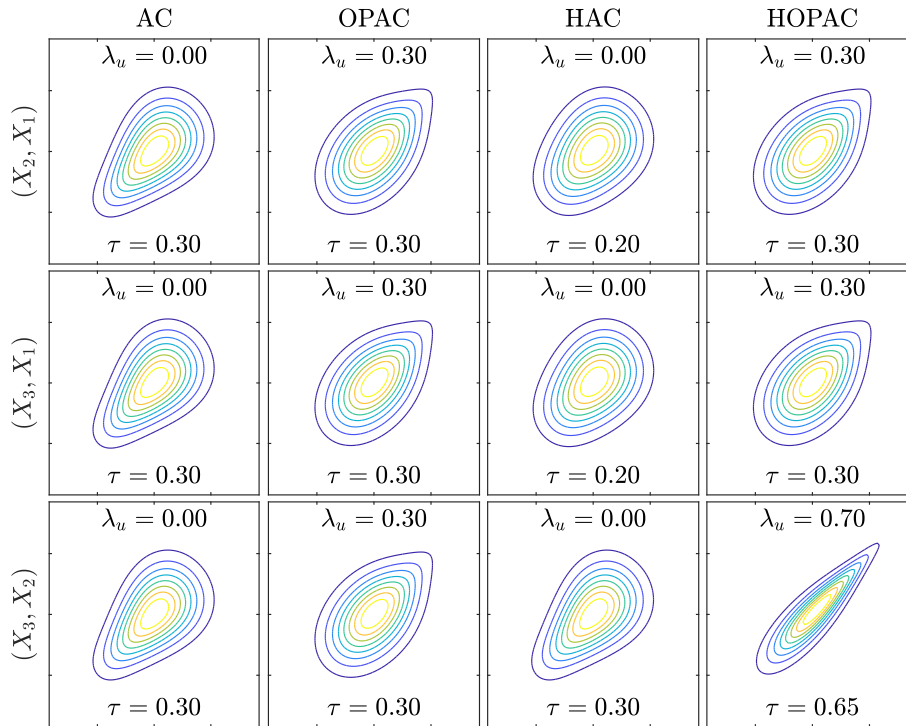 AC OPAC HAC HOPAC
(X₂, X₁)
λᵤ = 0.00 λᵤ = 0.30 λᵤ = 0.00 λᵤ = 0.30
τ = 0.30 τ = 0.30 τ = 0.20 τ = 0.30
(X₃, X₁)
λᵤ = 0.00 λᵤ = 0.30 λᵤ = 0.00 λᵤ = 0.30
τ = 0.30 τ = 0.30 τ = 0.20 τ = 0.30
(X₃, X₂)
λᵤ = 0.00 λᵤ = 0.30 λᵤ = 0.00 λᵤ = 0.70
τ = 0.30 τ = 0.30 τ = 0.30 τ = 0.65